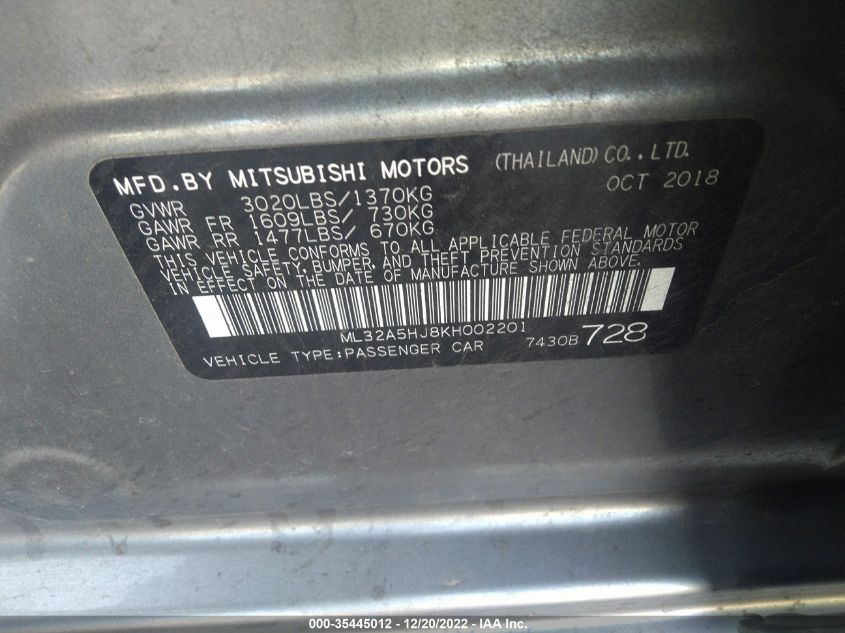 MFD.BY MITSUBISHI MOTORS (THAILAND) CO.,LTD.
OCT 2018
GVWR 3020LBS/1370KG
GAWR FR 1609LBS/ 730KG
GAWR RR 1477LBS/ 670KG
THIS VEHICLE CONFORMS TO ALL APPLICABLE FEDERAL MOTOR
VEHICLE SAFETY,BUMPER,AND THEFT PREVENTION STANDARDS
IN EFFECT ON THE DATE OF MANUFACTURE SHOWN ABOVE.
ML32A5HJ8KH002201
VEHICLE TYPE:PASSENGER CAR 7430B 728
000-35445012 - 12/20/2022 - IAA Inc.